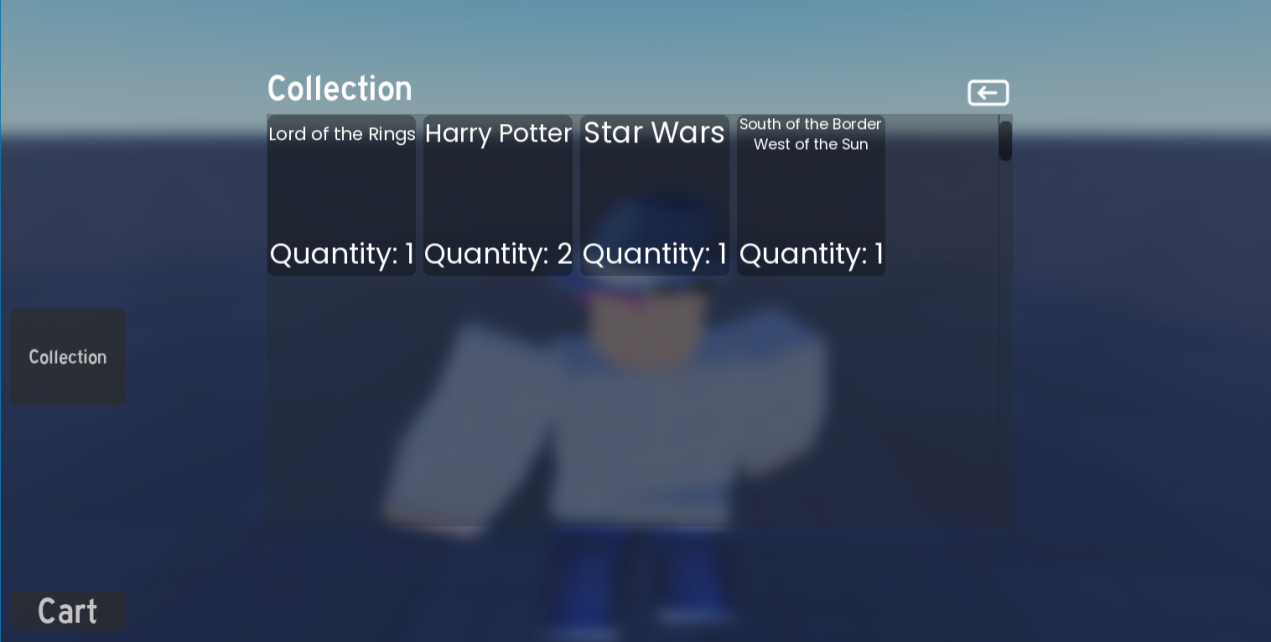 Collection
Lord of the Rings
Harry Potter
Star Wars
South of the Border
West of the Sun
Quantity: 1
Quantity: 2
Quantity: 1
Quantity: 1
Collection
Cart